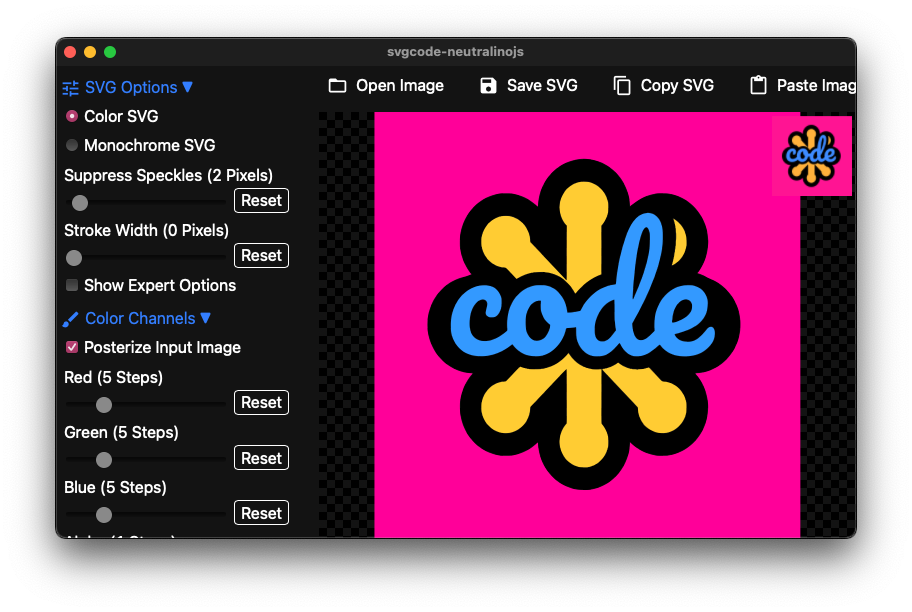 svgcode-neutralinojs
SVG Options ▼
Open Image
Save SVG
Copy SVG
Paste Imag
Color SVG
Monochrome SVG
Suppress Speckles (2 Pixels)
Reset
Stroke Width (0 Pixels)
Reset
Show Expert Options
Color Channels ▼
Posterize Input Image
Red (5 Steps)
Reset
Green (5 Steps)
Reset
Blue (5 Steps)
Reset
code
code